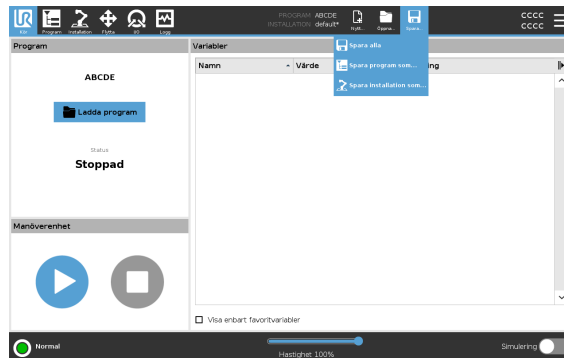 UR
Kör
Program
Installation
Flytta
I/O
Logg
PROGRAM ABCDE
INSTALLATION default*
Nytt...
Öppna...
Spara...
CCCC
CCCC
Program
ABCDE
Ladda program
Status
Stoppad
Manöverenhet
Variabler
Namn
Värde
ng
Spara alla
Spara program som...
Spara installation som...
Visa enbart favoritvariabler
Normal
Hastighet 100%
Simulering